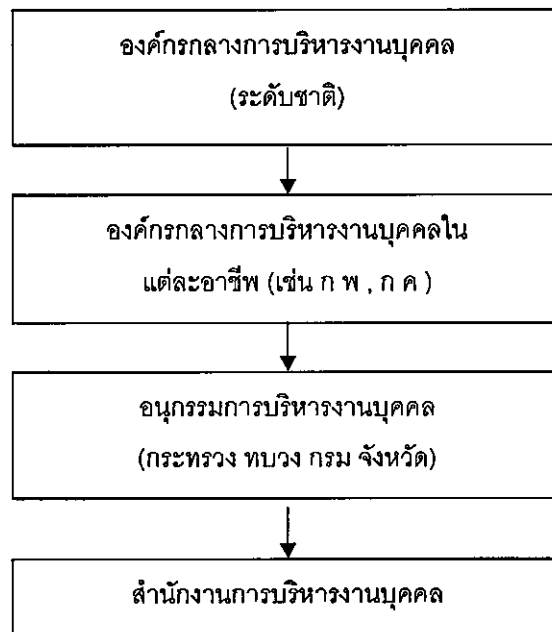 องค์กรกลางการบริหารงานบุคคล
(ระดับชาติ)
องค์กรกลางการบริหารงานบุคคลใน
แต่ละอาชีพ (เช่น ก พ , ก ค )
อนุกรรมการบริหารงานบุคคล
(กระทรวง ทบวง กรม จังหวัด)
สำนักงานการบริหารงานบุคคล